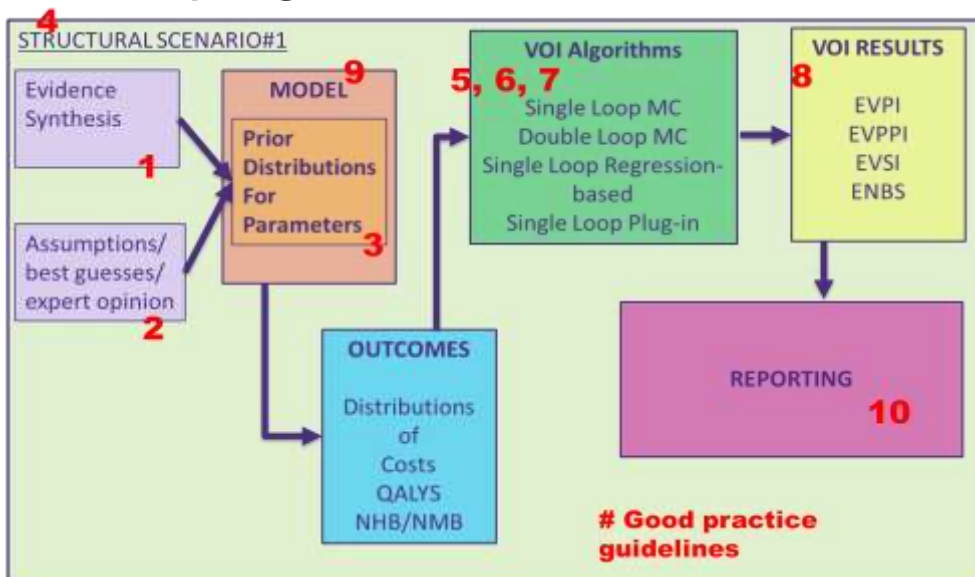 4
STRUCTURAL SCENARIO#1
Evidence
Synthesis
1
Assumptions/
best guesses/
expert opinion
2
9
MODEL
Prior
Distributions
For
Parameters
3
OUTCOMES
Distributions
of
Costs
QALYS
NHB/NMB
VOI Algorithms
5, 6, 7
Single Loop MC
Double Loop MC
Single Loop Regression-
based
Single Loop Plug-in
VOI RESULTS
8
EVPI
EVPPI
EVSI
ENBS
REPORTING
10
# Good practice
guidelines